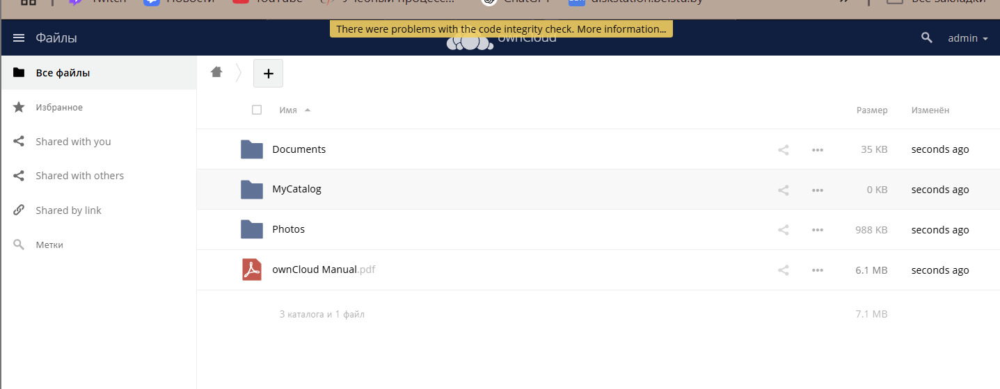 Twitch Новости YouTube Учебный процесс... ChatGPT diskstation.belstu.by » Все закладки
There were problems with the code integrity check. More information...
Файлы ownCloud admin
Все файлы
Избранное
Shared with you
Shared with others
Shared by link
Метки
+
Имя Размер Изменён
Documents 35 KB seconds ago
MyCatalog 0 KB seconds ago
Photos 988 KB seconds ago
ownCloud Manual.pdf 6.1 MB seconds ago
3 каталога и 1 файл 7.1 MB